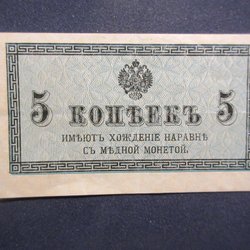 5 КОПѢЕКЪ 5
ИМѢЮТЪ ХОЖДЕНІЕ НАРАВНѢ
СЪ МѢДНОЙ МОНЕТОЙ.